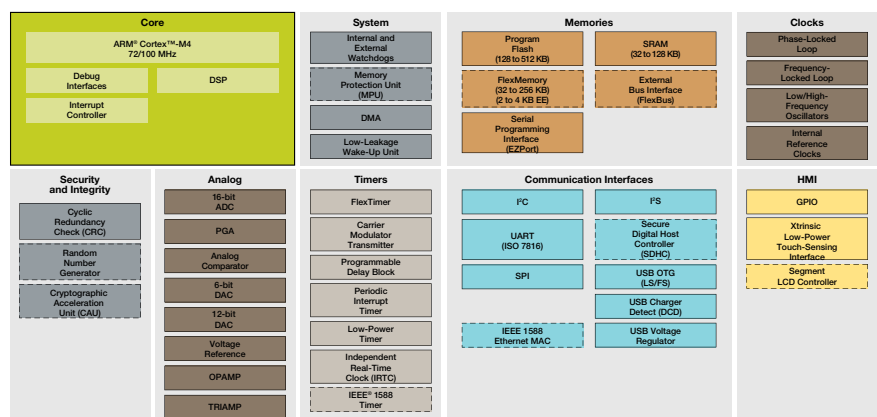 Core
ARM® Cortex™-M4
72/100 MHz
Debug
Interfaces
DSP
Interrupt
Controller
System
Internal and
External
Watchdogs
Memory
Protection Unit
(MPU)
DMA
Low-Leakage
Wake-Up Unit
Memories
Program
Flash
(128 to 512 KB)
SRAM
(32 to 128 KB)
FlexMemory
(32 to 256 KB)
(2 to 4 KB EE)
External
Bus Interface
(FlexBus)
Serial
Programming
Interface
(EZPort)
Clocks
Phase-Locked
Loop
Frequency-
Locked Loop
Low/High-
Frequency
Oscillators
Internal
Reference
Clocks
Security
and Integrity
Cyclic
Redundancy
Check (CRC)
Random
Number
Generator
Cryptographic
Acceleration
Unit (CAU)
Analog
16-bit
ADC
PGA
Analog
Comparator
6-bit
DAC
12-bit
DAC
Voltage
Reference
OPAMP
TRIAMP
Timers
FlexTimer
Carrier
Modulator
Transmitter
Programmable
Delay Block
Periodic
Interrupt
Timer
Low-Power
Timer
Independent
Real-Time
Clock (IRTC)
IEEE® 1588
Timer
Communication Interfaces
I²C
I²S
UART
(ISO 7816)
Secure
Digital Host
Controller
(SDHC)
SPI
USB OTG
(LS/FS)
USB Charger
Detect (DCD)
IEEE 1588
Ethernet MAC
USB Voltage
Regulator
HMI
GPIO
Xtrinsic
Low-Power
Touch-Sensing
Interface
Segment
LCD Controller